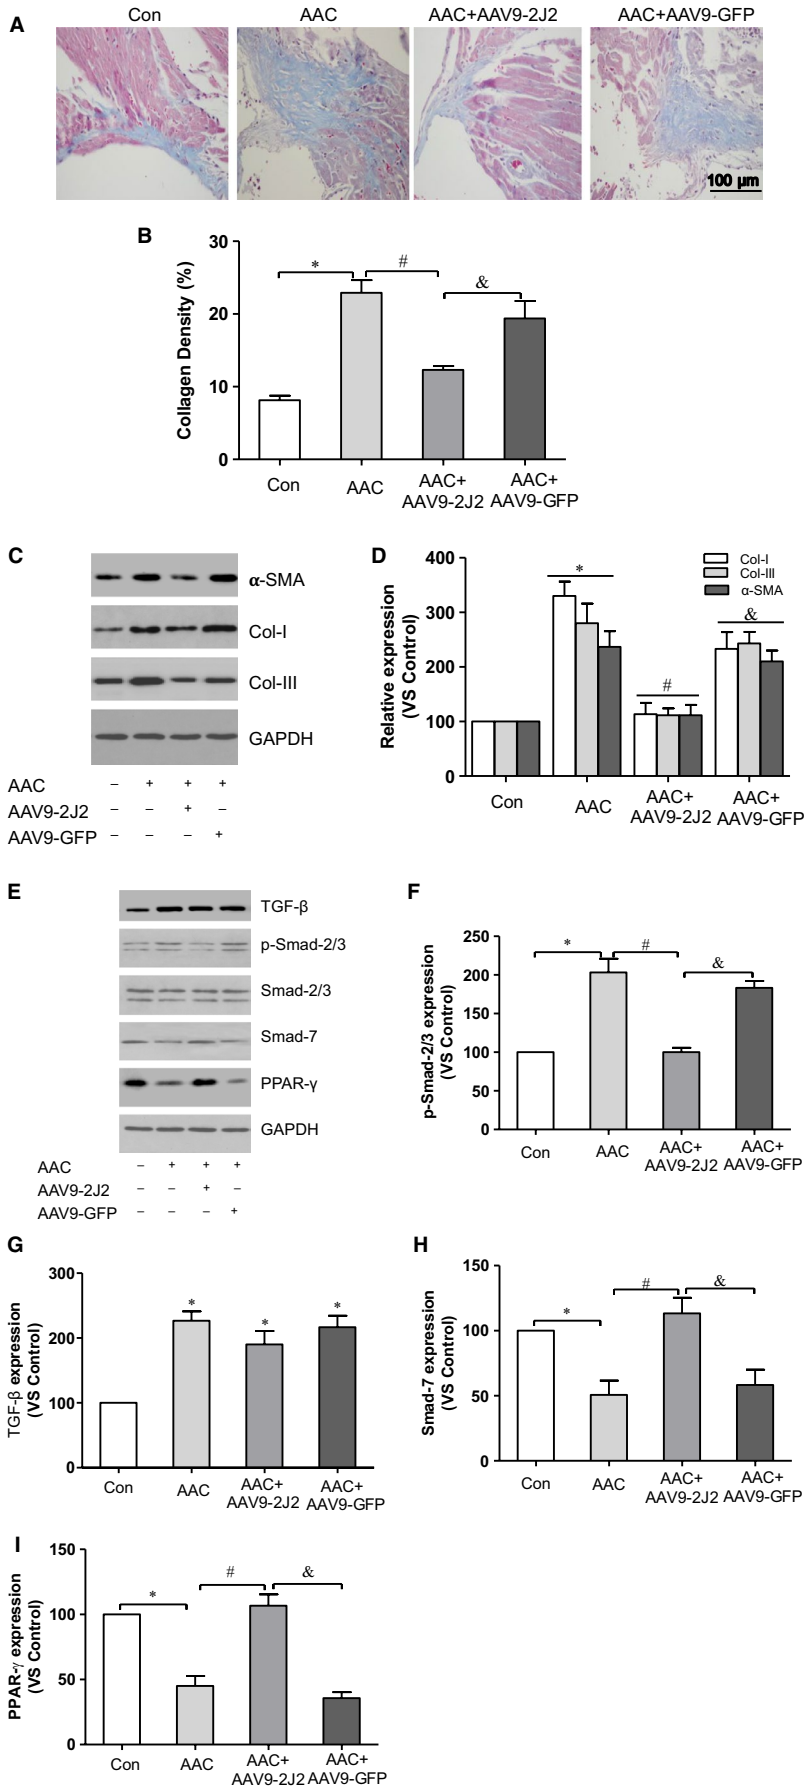 A
Con AAC AAC+AAV9-2J2 AAC+AAV9-GFP
100 µm
B
Collagen Density (%)
30
20
10
0
* # &
Con AAC AAC+ AAC+
AAV9-2J2 AAV9-GFP
C
α-SMA
Col-I
Col-III
GAPDH
AAC – + + +
AAV9-2J2 – – + –
AAV9-GFP – – – +
D
Relative expression
(VS Control)
400
300
200
100
0
Col-I
Col-III
α-SMA
* # &
Con AAC AAC+ AAC+
AAV9-2J2 AAV9-GFP
E
TGF-β
p-Smad-2/3
Smad-2/3
Smad-7
PPAR-γ
GAPDH
AAC – + + +
AAV9-2J2 – – + –
AAV9-GFP – – – +
F
p-Smad-2/3 expression
(VS Control)
250
200
150
100
50
0
* # &
Con AAC AAC+ AAC+
AAV9-2J2 AAV9-GFP
G
TGF-β expression
(VS Control)
300
200
100
0
* * *
Con AAC AAC+ AAC+
AAV9-2J2 AAV9-GFP
H
Smad-7 expression
(VS Control)
150
100
50
0
* # &
Con AAC AAC+ AAC+
AAV9-2J2 AAV9-GFP
I
PPAR-γ expression
(VS Control)
150
100
50
0
* # &
Con AAC AAC+ AAC+
AAV9-2J2 AAV9-GFP